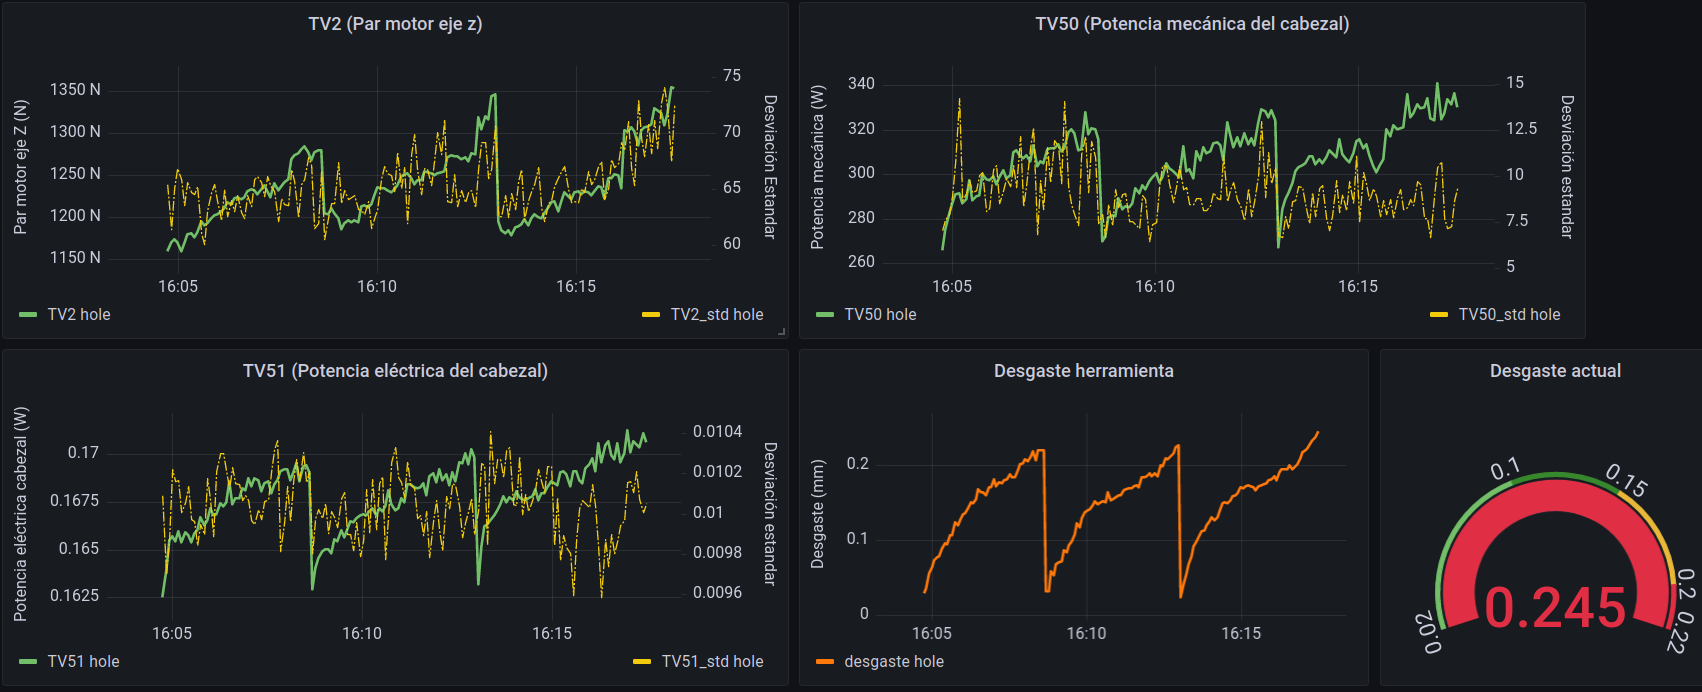 TV2 (Par motor eje z)
Par motor eje Z (N)
1350 N
1300 N
1250 N
1200 N
1150 N
75
70
65
60
Desviación Estandar
16:05 16:10 16:15
TV2 hole TV2_std hole
TV50 (Potencia mecánica del cabezal)
Potencia mecánica (W)
340
320
300
280
260
15
12.5
10
7.5
5
Desviación estandar
16:05 16:10 16:15
TV50 hole TV50_std hole
TV51 (Potencia eléctrica del cabezal)
Potencia eléctrica cabezal (W)
0.17
0.1675
0.165
0.1625
0.0104
0.0102
0.01
0.0098
0.0096
Desviación estandar
16:05 16:10 16:15
TV51 hole TV51_std hole
Desgaste herramienta
Desgaste (mm)
0.2
0.1
0
16:05 16:10 16:15
desgaste hole
Desgaste actual
0.02
0.1
0.15
0.2
0.22
0.245